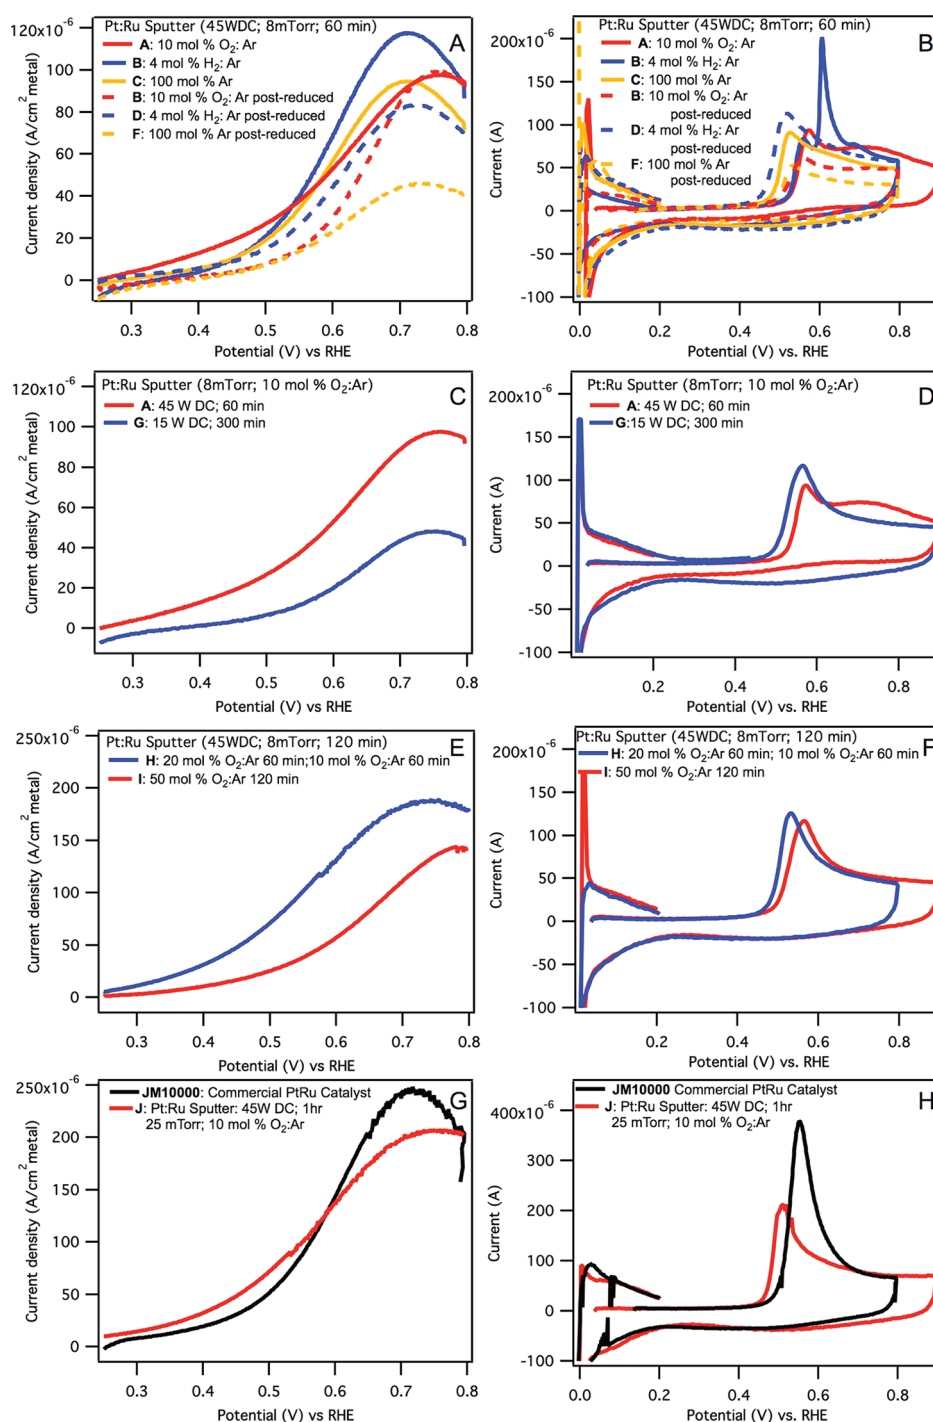 Pt:Ru Sputter (45WDC; 8mTorr; 60 min)
A
A: 10 mol % O2: Ar
B: 4 mol % H2: Ar
C: 100 mol % Ar
B: 10 mol % O2: Ar post-reduced
D: 4 mol % H2: Ar post-reduced
F: 100 mol % Ar post-reduced
120x10-6
100
80
60
40
20
0
Current density (A/cm2 metal)
0.3 0.4 0.5 0.6 0.7 0.8
Potential (V) vs RHE
Pt:Ru Sputter (45WDC; 8mTorr; 60 min)
B
A: 10 mol % O2: Ar
B: 4 mol % H2: Ar
C: 100 mol % Ar
B: 10 mol % O2: Ar
post-reduced
D: 4 mol % H2: Ar
post-reduced
F: 100 mol % Ar
post-reduced
200x10-6
150
100
50
0
-50
-100
Current (A)
0.0 0.2 0.4 0.6 0.8
Potential (V) vs. RHE
Pt:Ru Sputter (8mTorr; 10 mol % O2:Ar)
C
A: 45 W DC; 60 min
G: 15 W DC; 300 min
120x10-6
100
80
60
40
20
0
Current density (A/cm2 metal)
0.3 0.4 0.5 0.6 0.7 0.8
Potential (V) vs RHE
Pt:Ru Sputter (8mTorr; 10 mol % O2:Ar)
D
A: 45 W DC; 60 min
G:15 W DC; 300 min
200x10-6
150
100
50
0
-50
-100
Current (A)
0.2 0.4 0.6 0.8
Potential (V) vs. RHE
Pt:Ru Sputter (45WDC; 8mTorr; 120 min)
E
H: 20 mol % O2:Ar 60 min;10 mol % O2:Ar 60 min
I: 50 mol % O2:Ar 120 min
250x10-6
200
150
100
50
0
Current density (A/cm2 metal)
0.3 0.4 0.5 0.6 0.7 0.8
Potential (V) vs RHE
Pt:Ru Sputter (45WDC; 8mTorr; 120 min)
F
H: 20 mol % O2:Ar 60 min; 10 mol % O2:Ar 60 min
I: 50 mol % O2:Ar 120 min
200x10-6
150
100
50
0
-50
-100
Current (A)
0.2 0.4 0.6 0.8
Potential (V) vs. RHE
JM10000: Commercial PtRu Catalyst
G
J: Pt:Ru Sputter: 45W DC; 1hr
25 mTorr; 10 mol % O2:Ar
250x10-6
200
150
100
50
0
Current density (A/cm2 metal)
0.3 0.4 0.5 0.6 0.7 0.8
Potential (V) vs RHE
JM10000 Commercial PtRu Catalyst
H
J: Pt:Ru Sputter: 45W DC; 1hr
25 mTorr; 10 mol % O2:Ar
400x10-6
300
200
100
0
-100
Current (A)
0.0 0.2 0.4 0.6 0.8
Potential (V) vs. RHE